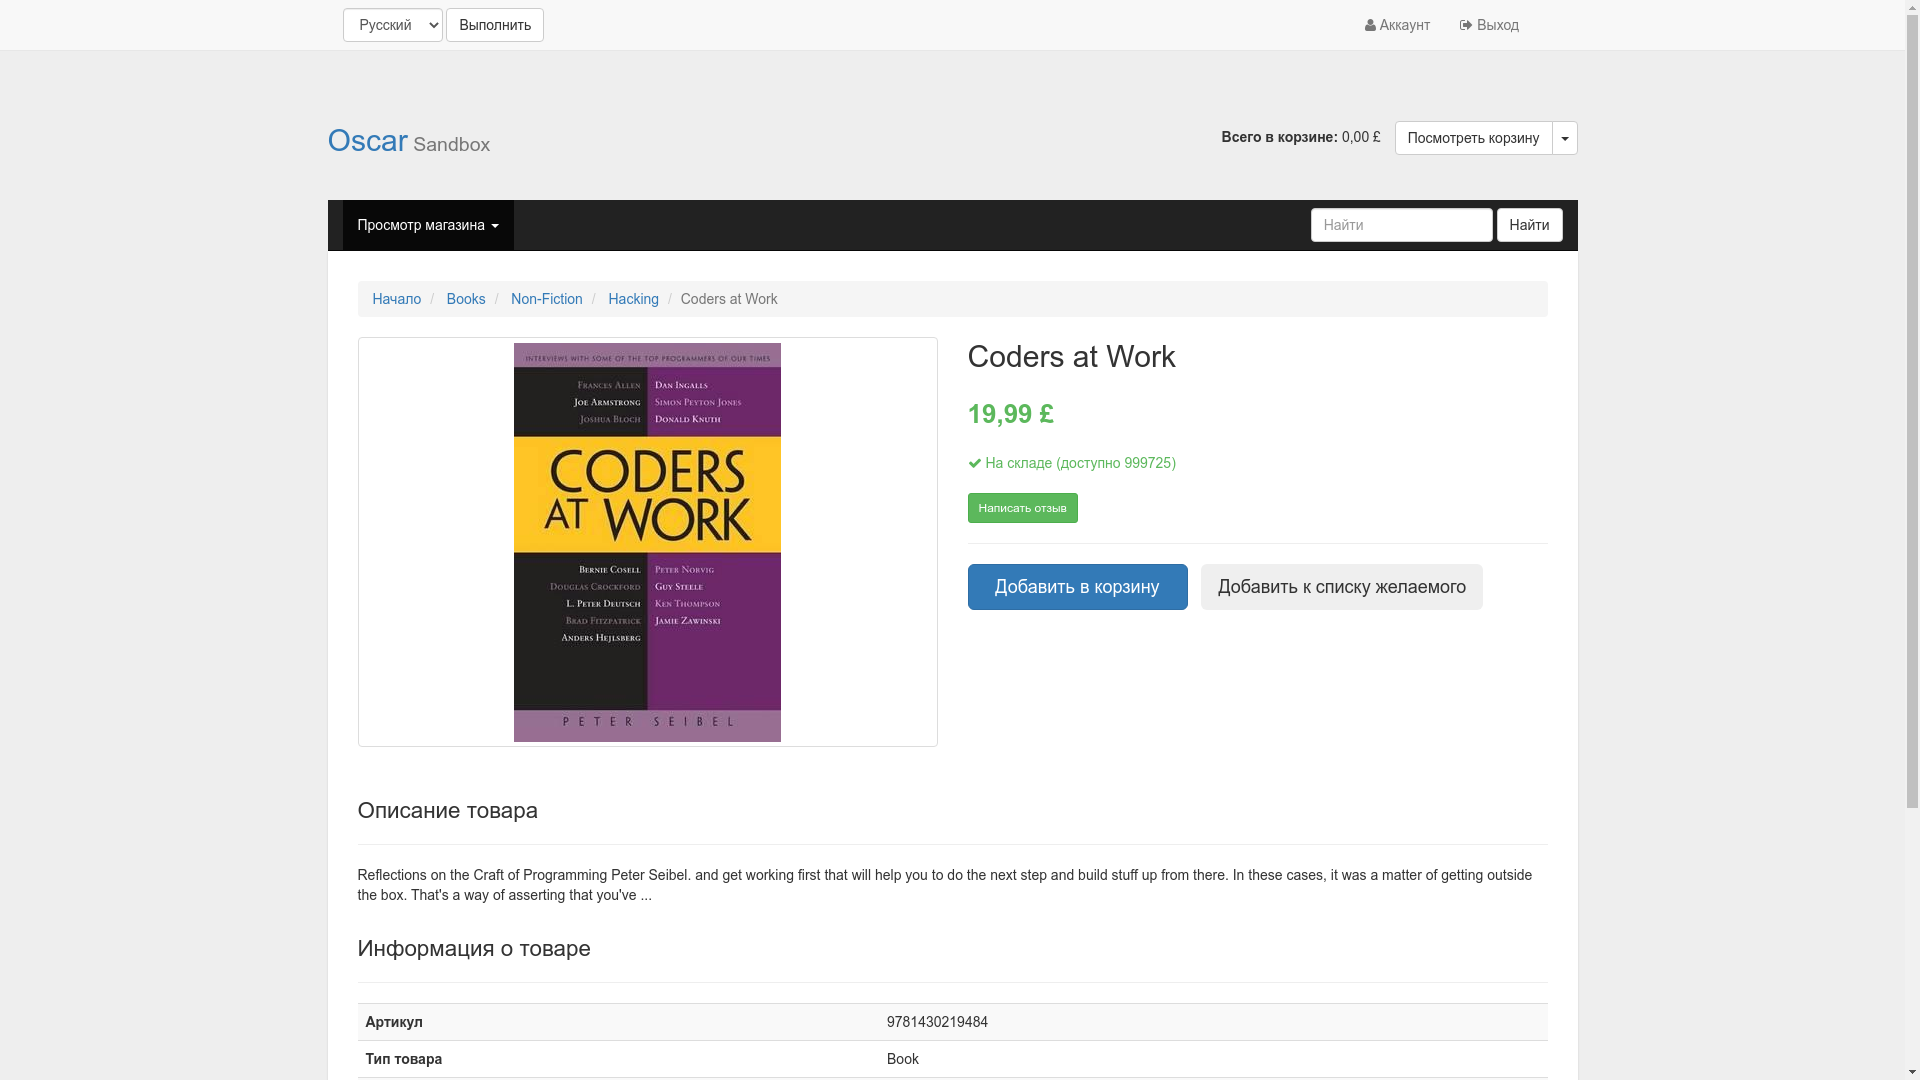 Русский Выполнить Аккаунт Выход
Oscar Sandbox
Всего в корзине: 0,00 £ Посмотреть корзину
Просмотр магазина Найти Найти
Начало / Books / Non-Fiction / Hacking / Coders at Work
INTERVIEWS WITH SOME OF THE TOP PROGRAMMERS OF OUR TIMES
FRANCES ALLEN DAN INGALLS
JOE ARMSTRONG SIMON PEYTON JONES
JOSHUA BLOCH DONALD KNUTH
CODERS
AT WORK
BERNIE COSELL PETER NORVIG
DOUGLAS CROCKFORD GUY STEELE
L. PETER DEUTSCH KEN THOMPSON
BRAD FITZPATRICK JAMIE ZAWINSKI
ANDERS HEJLSBERG
PETER SEIBEL
Coders at Work
19,99 £
На складе (доступно 999725)
Написать отзыв
Добавить в корзину Добавить к списку желаемого
Описание товара
Reflections on the Craft of Programming Peter Seibel. and get working first that will help you to do the next step and build stuff up from there. In these cases, it was a matter of getting outside
the box. That's a way of asserting that you've ...
Информация о товаре
Артикул 9781430219484
Тип товара Book